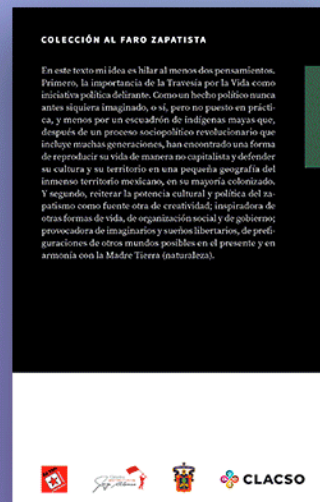 COLECCIÓN AL FARO ZAPATISTA
En este texto mi idea es hilar al menos dos pensamientos.
Primero, la importancia de la Travesía por la Vida como
iniciativa política delirante. Como un hecho político nunca
antes siquiera imaginado, o sí, pero no puesto en prácti-
ca, y menos por un escuadrón de indígenas mayas que,
después de un proceso sociopolítico revolucionario que
incluye muchas generaciones, han encontrado una forma
de reproducir su vida de manera no capitalista y defender
su cultura y su territorio en una pequeña geografía del
inmenso territorio mexicano, en su mayoría colonizado.
Y segundo, reiterar la potencia cultural y política del za-
patismo como fuente otra de creatividad; inspiradora de
otras formas de vida, de organización social y de gobierno;
provocadora de imaginarios y sueños libertarios, de prefi-
guraciones de otros mundos posibles en el presente y en
armonía con la Madre Tierra (naturaleza).
CLACSO